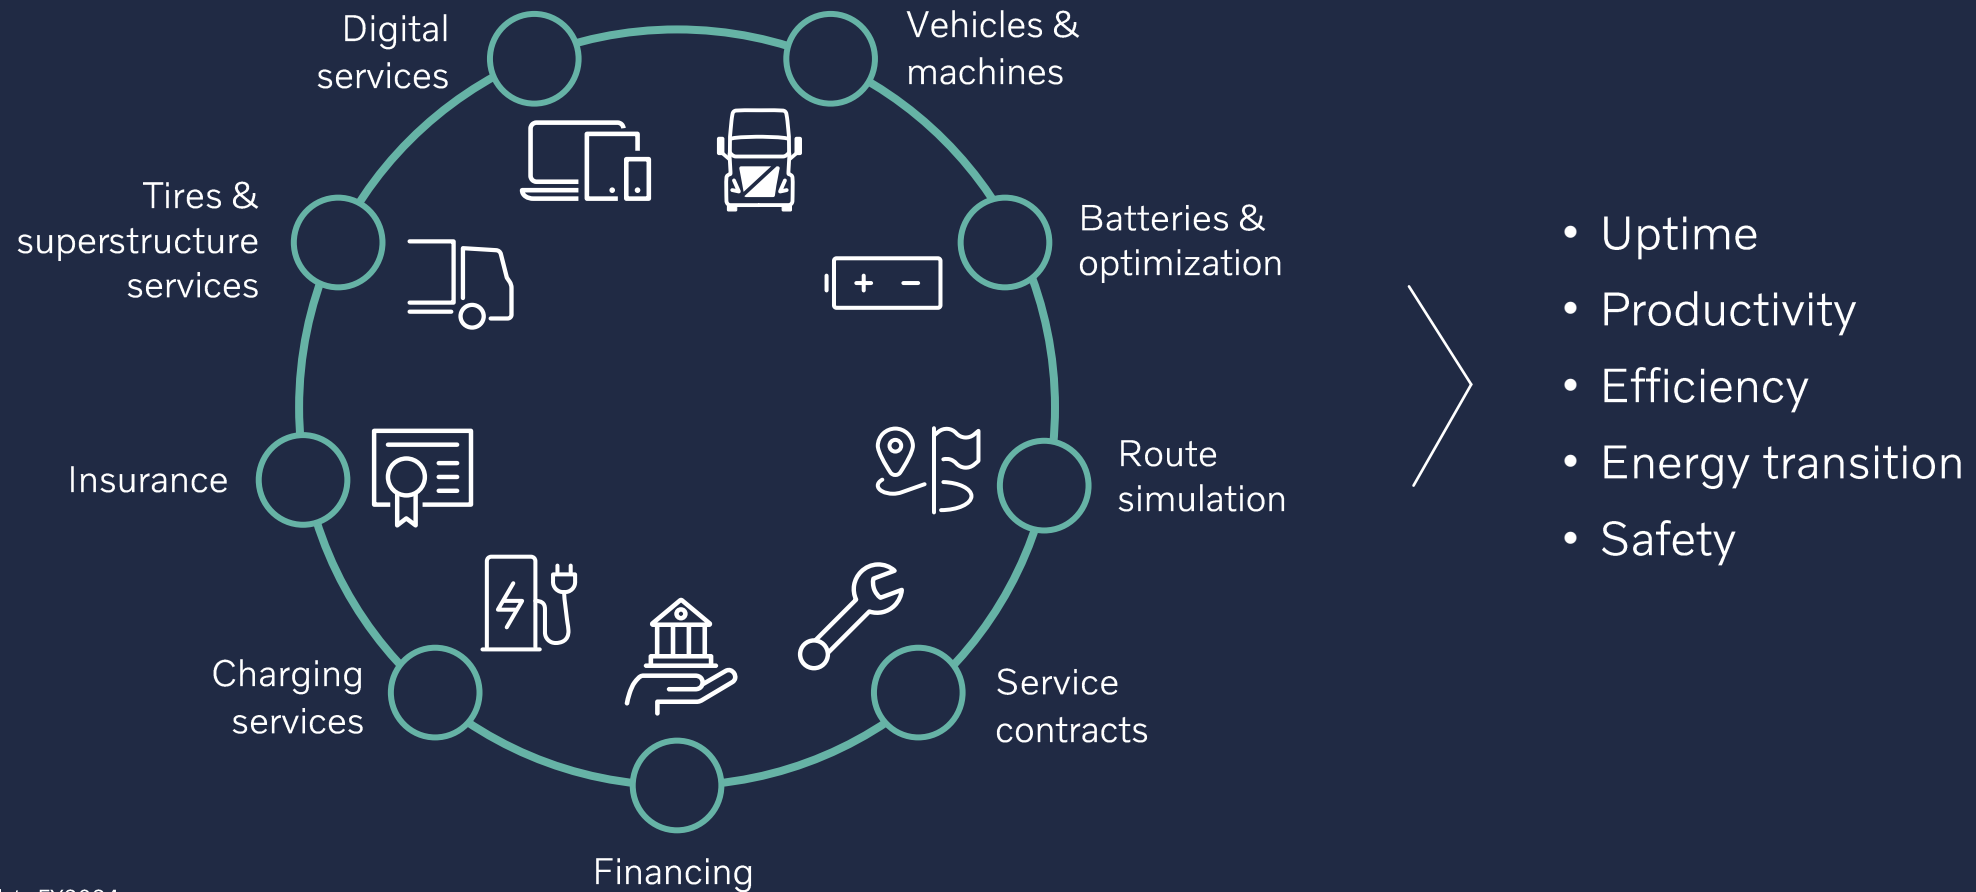 Digital
services
Vehicles &
machines
Tires &
superstructure
services
Batteries &
optimization
Insurance
Route
simulation
Charging
services
Service
contracts
Financing
• Uptime
• Productivity
• Efficiency
• Energy transition
• Safety